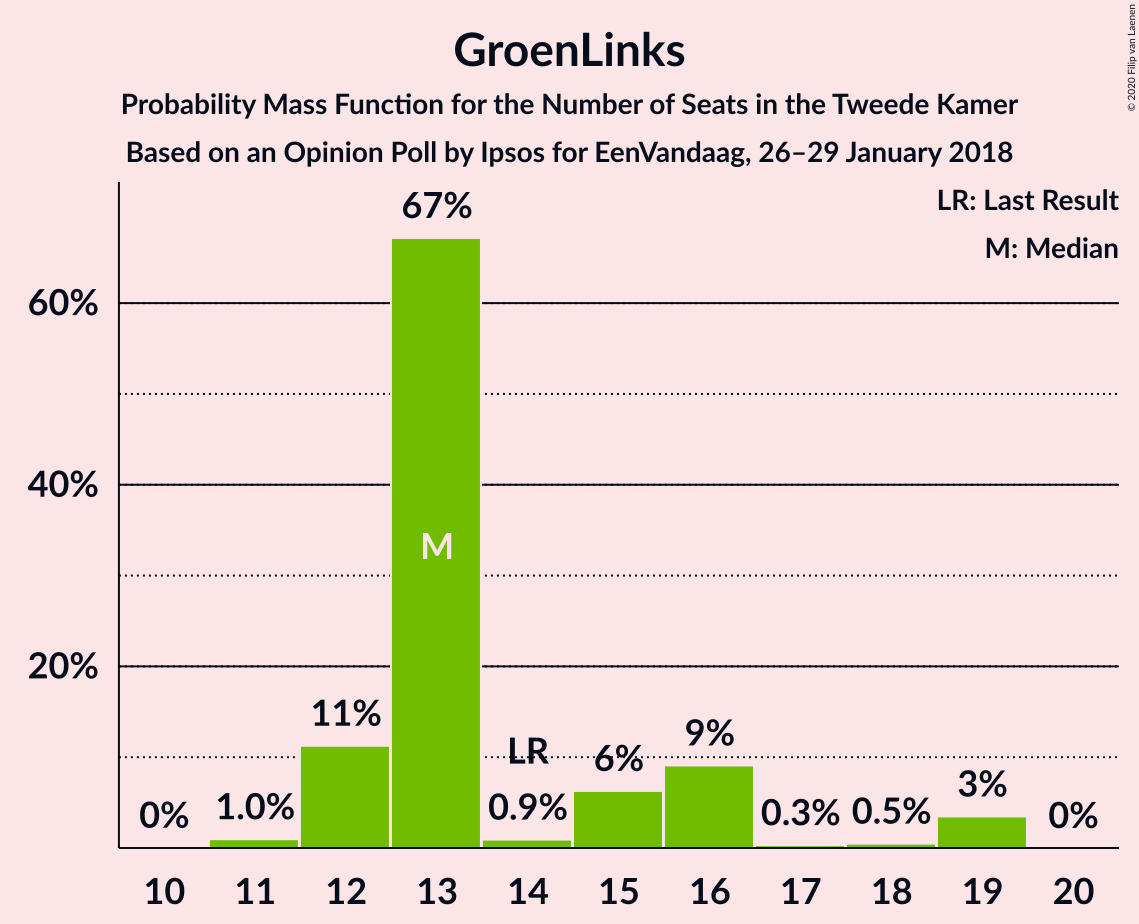 GroenLinks
Probability Mass Function for the Number of Seats in the Tweede Kamer
Based on an Opinion Poll by Ipsos for EenVandaag, 26–29 January 2018
© 2020 Filip van Laenen
LR: Last Result
M: Median
60%
40%
20%
0%
1.0%
11%
67%
M
LR
0.9%
6%
9%
0.3%
0.5%
3%
0%
10 11 12 13 14 15 16 17 18 19 20